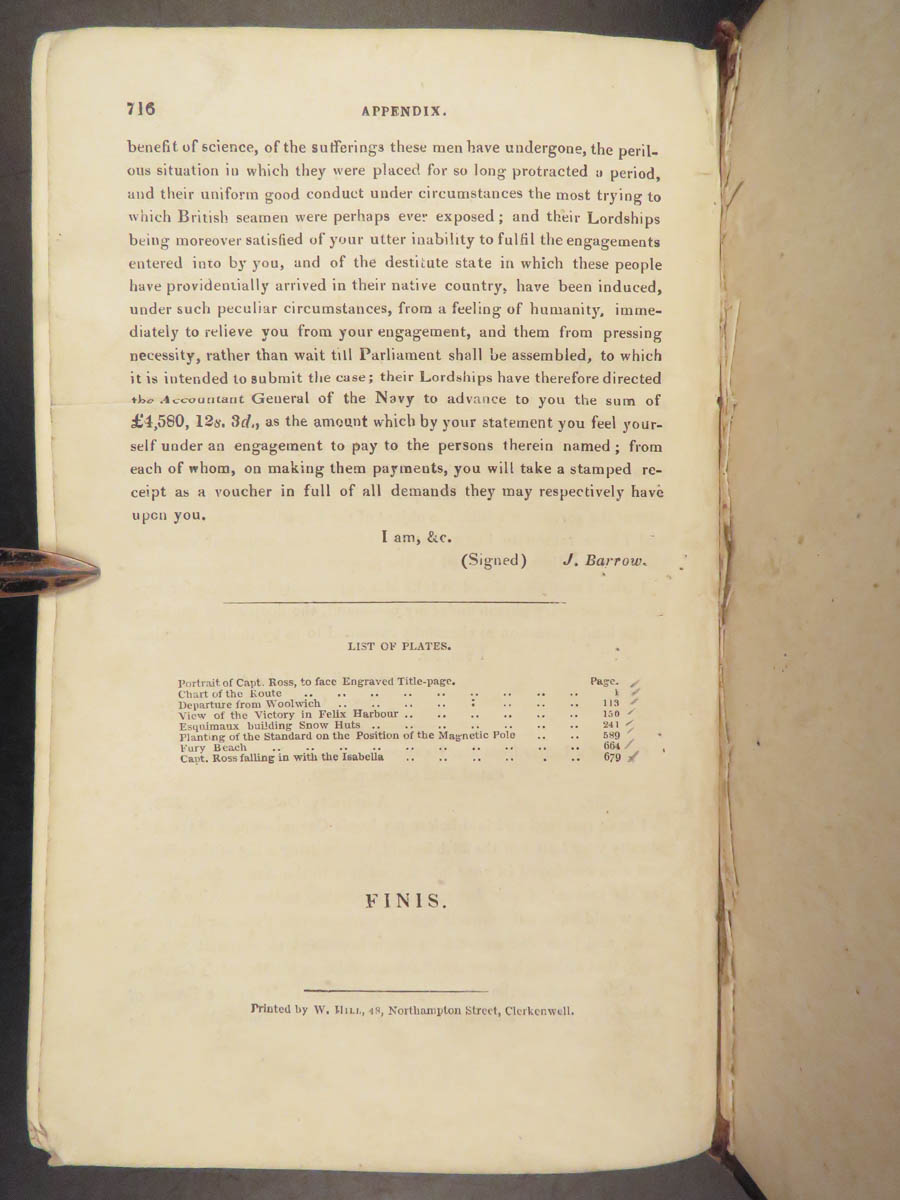 716
APPENDIX.
benefit of science, of the sufferings these men have undergone, the peril-
ous situation in which they were placed for so long protracted a period,
and their uniform good conduct under circumstances the most trying to
which British seamen were perhaps ever exposed; and their Lordships
being moreover satisfied of your utter inability to fulfil the engagements
entered into by you, and of the destitute state in which these people
have providentially arrived in their native country, have been induced,
under such peculiar circumstances, from a feeling of humanity, imme-
diately to relieve you from your engagement, and them from pressing
necessity, rather than wait till Parliament shall be assembled, to which
it is intended to submit the case; their Lordships have therefore directed
the Accountant General of the Navy to advance to you the sum of
£4,580, 12s. 3d., as the amount which by your statement you feel your-
self under an engagement to pay to the persons therein named; from
each of whom, on making them payments, you will take a stamped re-
ceipt as a voucher in full of all demands they may respectively have
upon you.
I am, &c.
(Signed) J. Barrow.
LIST OF PLATES.
Portrait of Capt. Ross, to face Engraved Title-page. Page.
Chart of the Route .. .. .. .. .. .. .. .. ..
Departure from Woolwich .. .. .. .. : .. .. .. 113
View of the Victory in Felix Harbour .. .. .. .. .. .. 150
Esquimaux building Snow Huts .. .. .. .. .. .. .. 241
Planting of the Standard on the Position of the Magnetic Pole .. .. 589
Fury Beach .. .. .. .. .. .. .. .. .. .. 664
Capt. Ross falling in with the Isabella .. .. .. .. . .. 679
FINIS.
Printed by W. HILL, 48, Northampton Street, Clerkenwell.